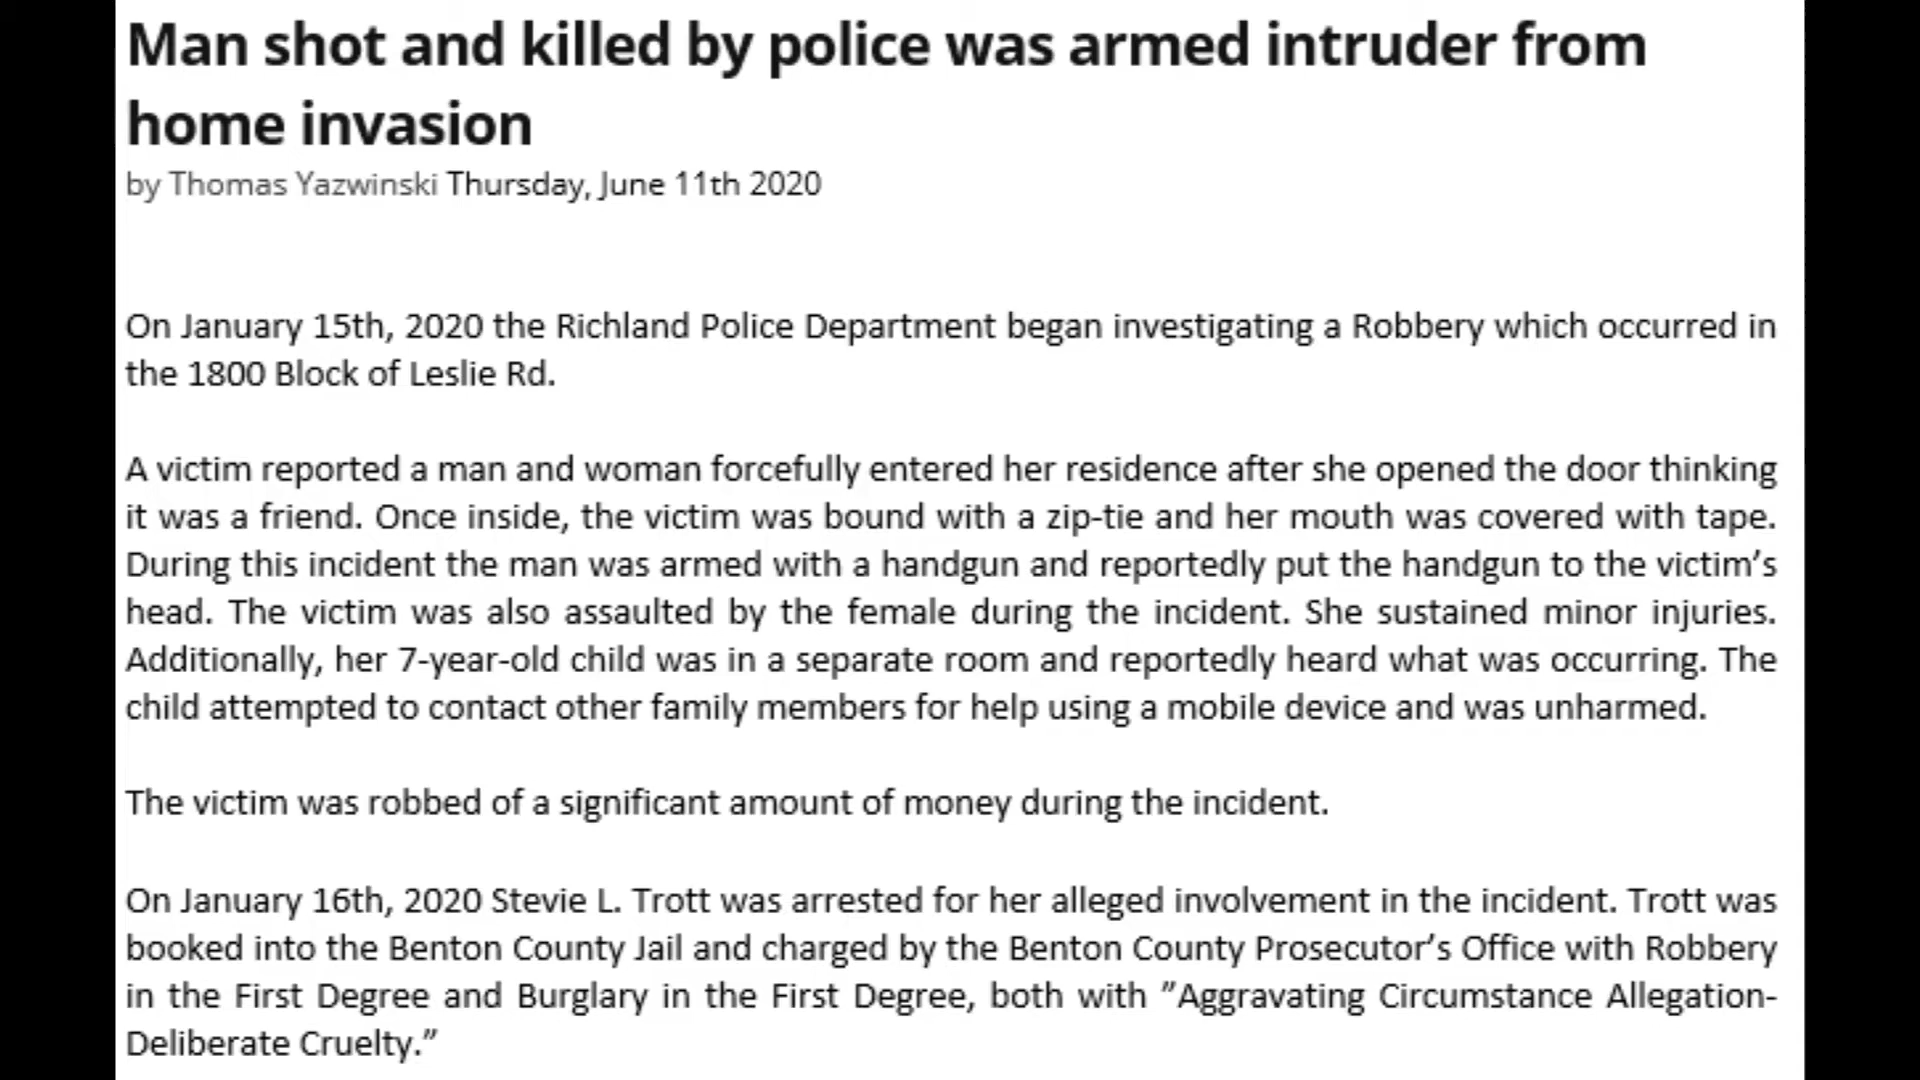 Man shot and killed by police was armed intruder from
home invasion
by Thomas Yazwinski Thursday, June 11th 2020
On January 15th, 2020 the Richland Police Department began investigating a Robbery which occurred in
the 1800 Block of Leslie Rd.
A victim reported a man and woman forcefully entered her residence after she opened the door thinking
it was a friend. Once inside, the victim was bound with a zip-tie and her mouth was covered with tape.
During this incident the man was armed with a handgun and reportedly put the handgun to the victim’s
head. The victim was also assaulted by the female during the incident. She sustained minor injuries.
Additionally, her 7-year-old child was in a separate room and reportedly heard what was occurring. The
child attempted to contact other family members for help using a mobile device and was unharmed.
The victim was robbed of a significant amount of money during the incident.
On January 16th, 2020 Stevie L. Trott was arrested for her alleged involvement in the incident. Trott was
booked into the Benton County Jail and charged by the Benton County Prosecutor’s Office with Robbery
in the First Degree and Burglary in the First Degree, both with ”Aggravating Circumstance Allegation-
Deliberate Cruelty.”